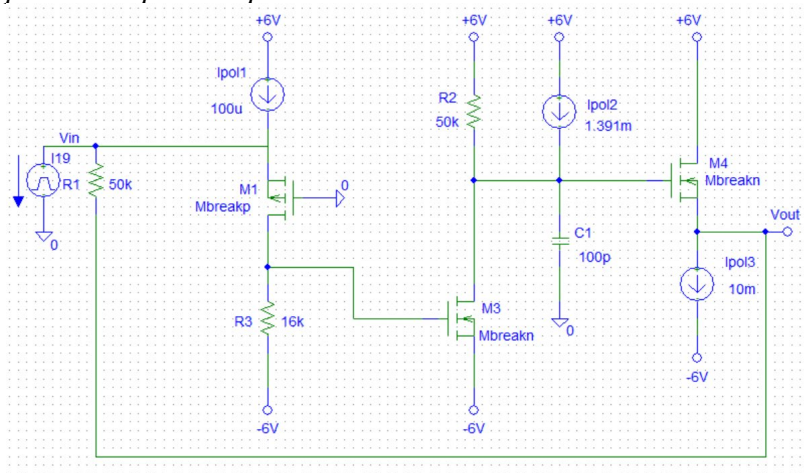 +6V
+6V
+6V
+6V
Ipol1
100u
R2
50k
Ipol2
1.391m
Vin
I19
R1
50k
M1
Mbreakp
0
M4
Mbreakn
Vout
0
C1
100p
Ipol3
10m
R3
16k
M3
Mbreakn
0
-6V
-6V
-6V